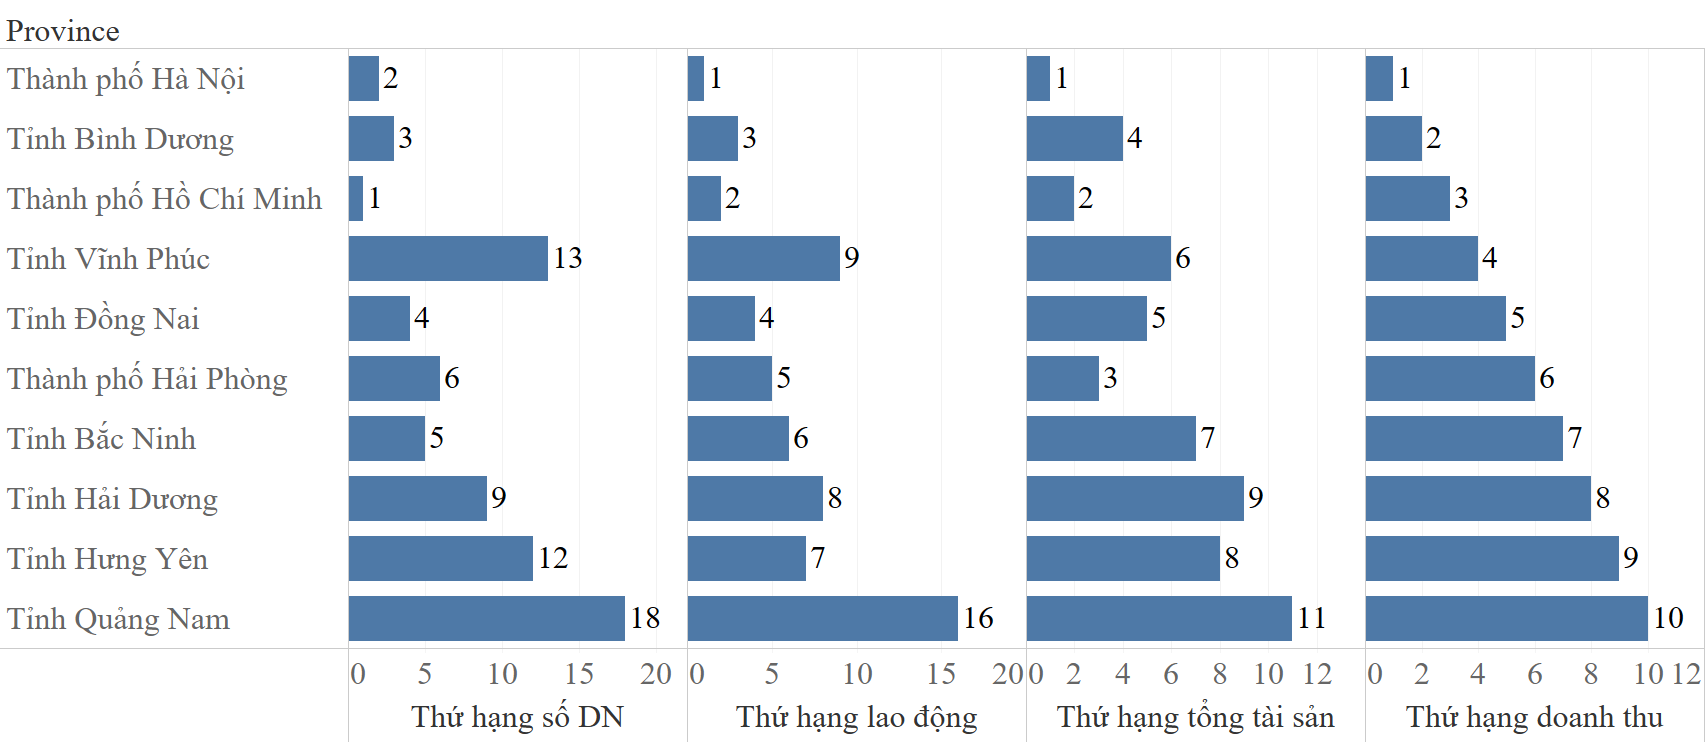 Province
Thành phố Hà Nội 2 1 1 1
Tỉnh Bình Dương 3 3 4 2
Thành phố Hồ Chí Minh 1 2 2 3
Tỉnh Vĩnh Phúc 13 9 6 4
Tỉnh Đồng Nai 4 4 5 5
Thành phố Hải Phòng 6 5 3 6
Tỉnh Bắc Ninh 5 6 7 7
Tỉnh Hải Dương 9 8 9 8
Tỉnh Hưng Yên 12 7 8 9
Tỉnh Quảng Nam 18 16 11 10
0 5 10 15 20 0 5 10 15 20 0 2 4 6 8 10 12 0 2 4 6 8 10 12
Thứ hạng số DN Thứ hạng lao động Thứ hạng tổng tài sản Thứ hạng doanh thu